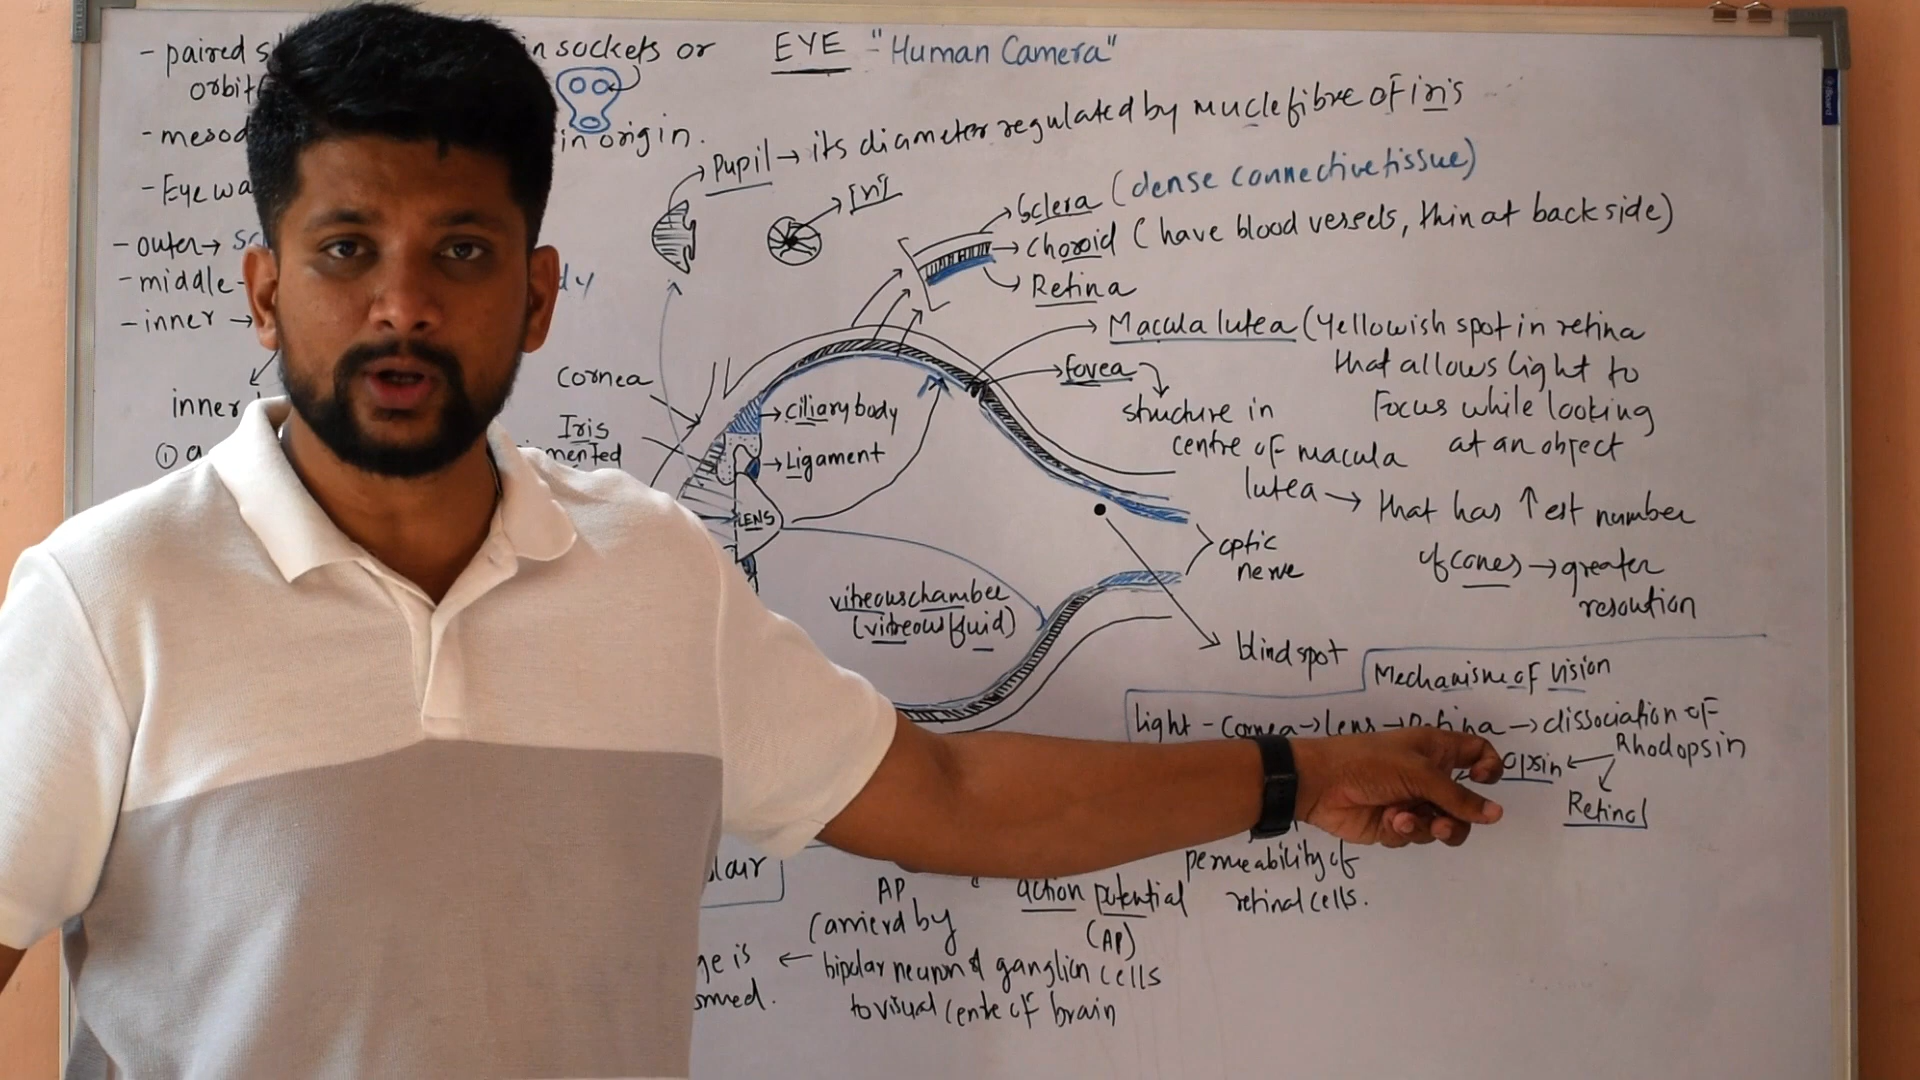 - paired s
in sockets or
orbit
EYE - "Human Camera"
- mesod
in origin.
Pupil → its diameter regulated by mucle fibre of iris
- Eye wa
Iris
Sclera (dense connective tissue)
- outer → sc
Choroid (have blood vessels, thin at back side)
- middle -
dy
Retina
- inner →
Macula lutea (Yellowish spot in retina
that allows light to
Focus while looking
at an object
fovea
structure in
centre of macula
lutea → that has ↑ est number
of cones → greater
resoution
inner
①
Cornea
Iris
mented
ciliary body
Ligament
LENS
optic
nerve
vitreous chamber
(vitreous fluid)
blind spot
Mechanisme of Vision
light - Cornea → lens → Retina → dissociation of
Rhodopsin
opsin ←
Retinal
permeability of
retinal cells.
action potential
(AP)
AP
Carrierd by
bipolar neuron & ganglion cells
to visual centre of brain
ge is ←
ormed.
ular